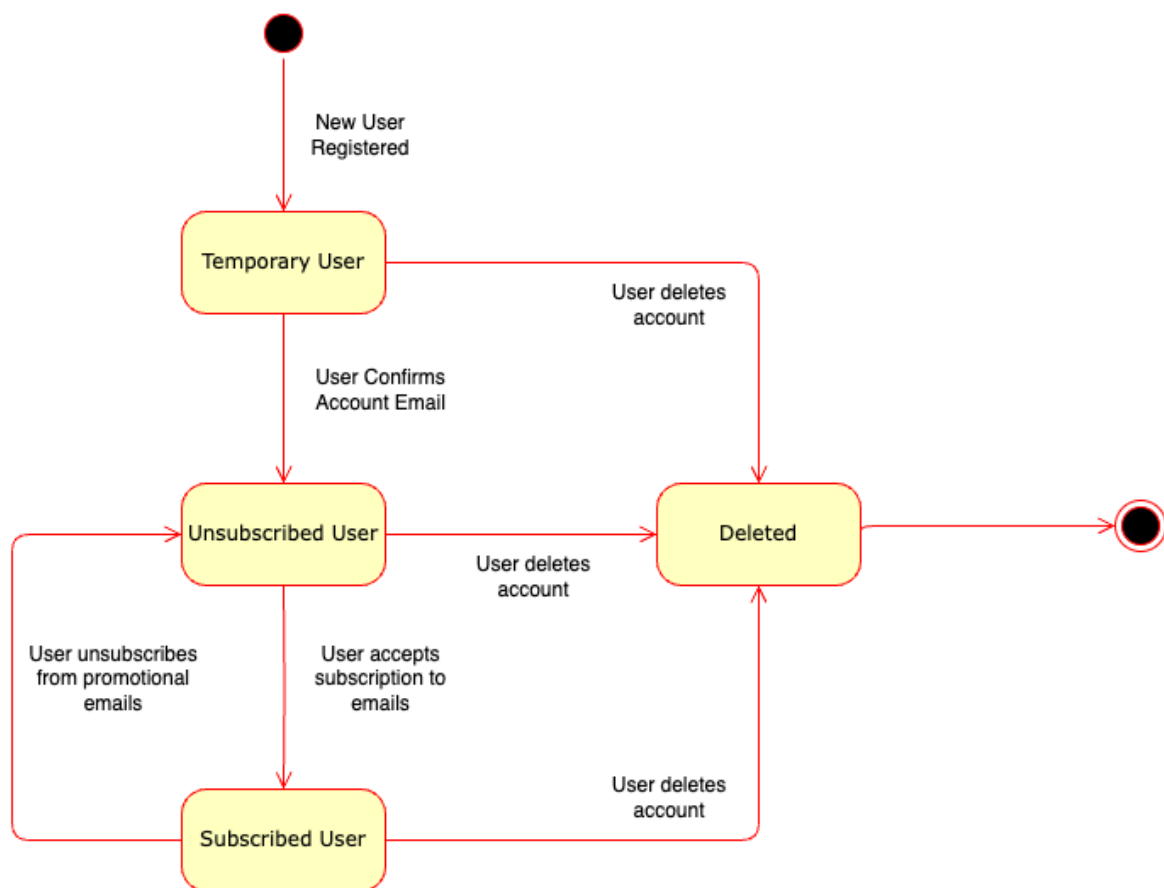 New User
Registered
Temporary User
User deletes
account
User Confirms
Account Email
Unsubscribed User
Deleted
User deletes
account
User unsubscribes
from promotional
emails
User accepts
subscription to
emails
User deletes
account
Subscribed User